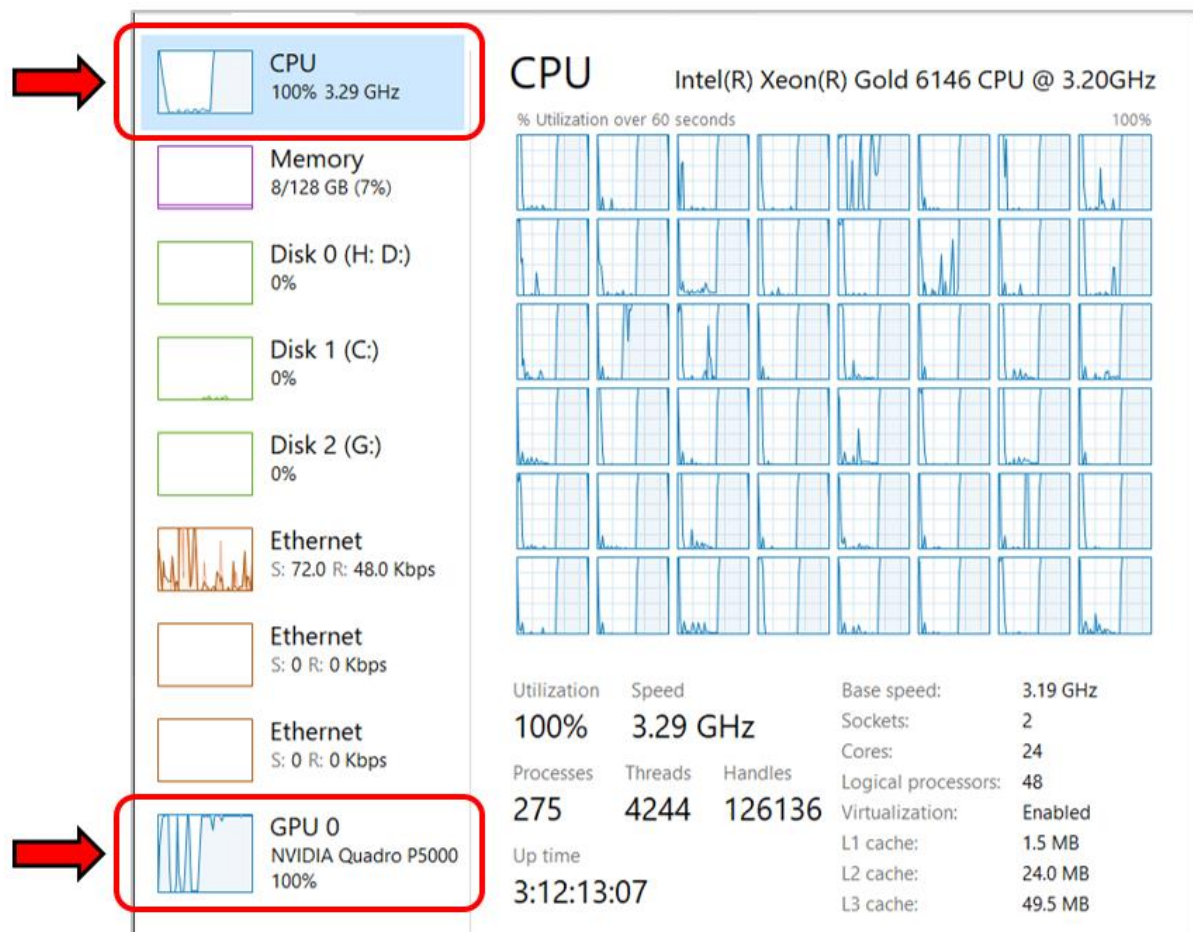 CPU
100% 3.29 GHz
Memory
8/128 GB (7%)
Disk 0 (H: D:)
0%
Disk 1 (C:)
0%
Disk 2 (G:)
0%
Ethernet
S: 72.0 R: 48.0 Kbps
Ethernet
S: 0 R: 0 Kbps
Ethernet
S: 0 R: 0 Kbps
GPU 0
NVIDIA Quadro P5000
100%
CPU Intel(R) Xeon(R) Gold 6146 CPU @ 3.20GHz
% Utilization over 60 seconds 100%
Utilization Speed
100% 3.29 GHz
Processes Threads Handles
275 4244 126136
Up time
3:12:13:07
Base speed: 3.19 GHz
Sockets: 2
Cores: 24
Logical processors: 48
Virtualization: Enabled
L1 cache: 1.5 MB
L2 cache: 24.0 MB
L3 cache: 49.5 MB